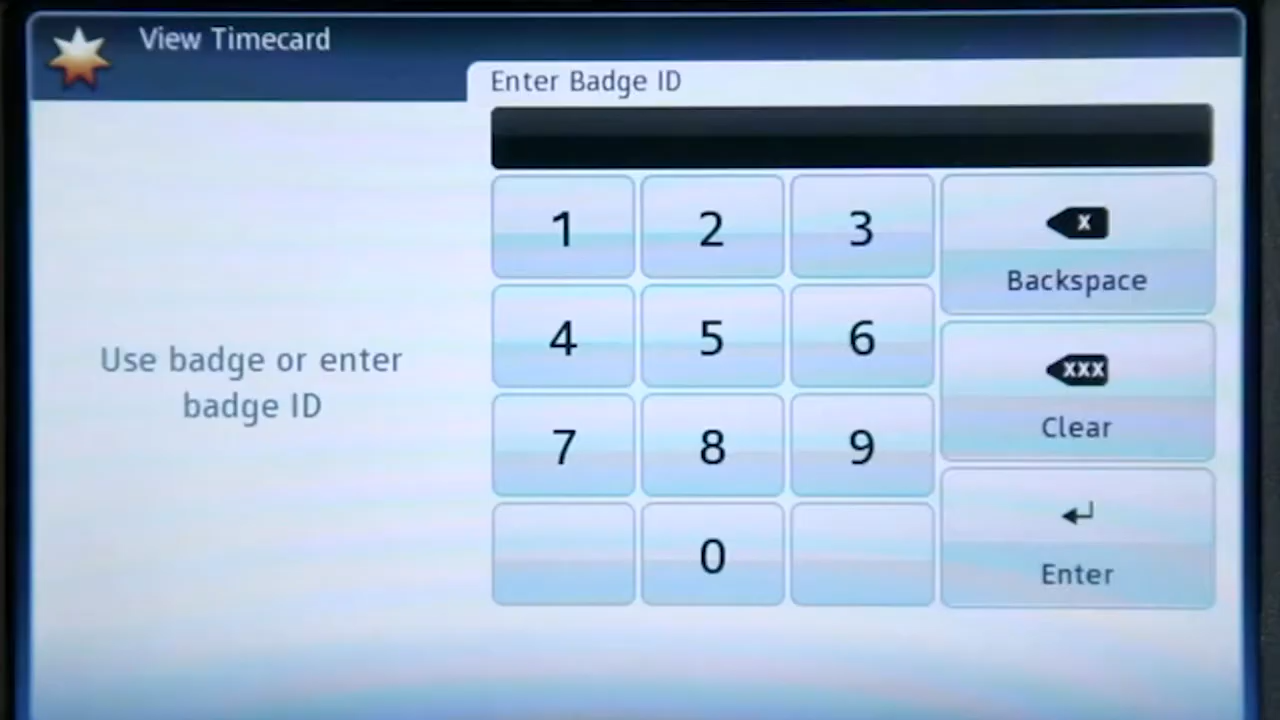 View Timecard
Enter Badge ID
Use badge or enter
badge ID
1 2 3
X
Backspace
4 5 6
XXX
Clear
7 8 9
0
Enter